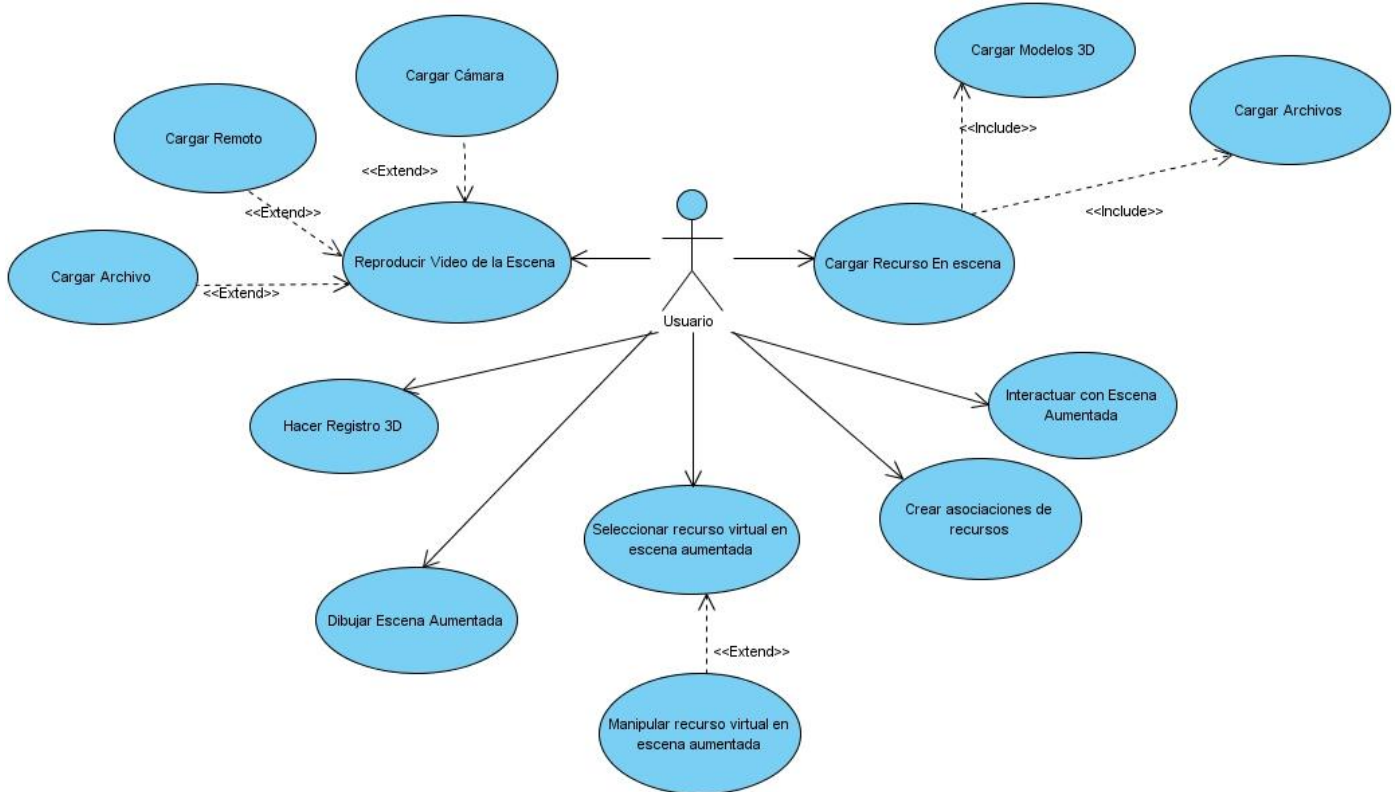 Cargar Modelos 3D
Cargar Cámara
Cargar Archivos
Cargar Remoto
<<Include>>
<<Extend>>
<<Extend>>
<<Include>>
Reproducir Video de la Escena
Cargar Recurso En escena
Cargar Archivo
<<Extend>>
Usuario
Interactuar con Escena
Aumentada
Hacer Registro 3D
Crear asociaciones de
recursos
Seleccionar recurso virtual en
escena aumentada
Dibujar Escena Aumentada
<<Extend>>
Manipular recurso virtual en
escena aumentada